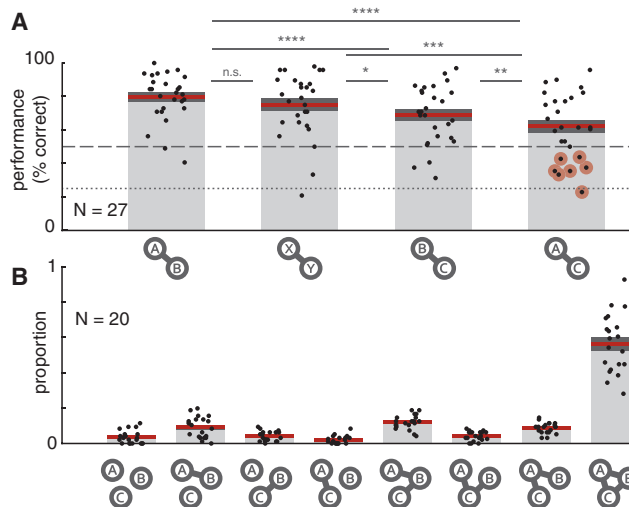 A
****
****
***
n.s.
*
**
100
performance
(% correct)
0
N = 27
A B
X Y
B C
A C
B
1
proportion
N = 20
0
A B C
A B C
A B C
A B C
A B C
A B C
A B C
A B C